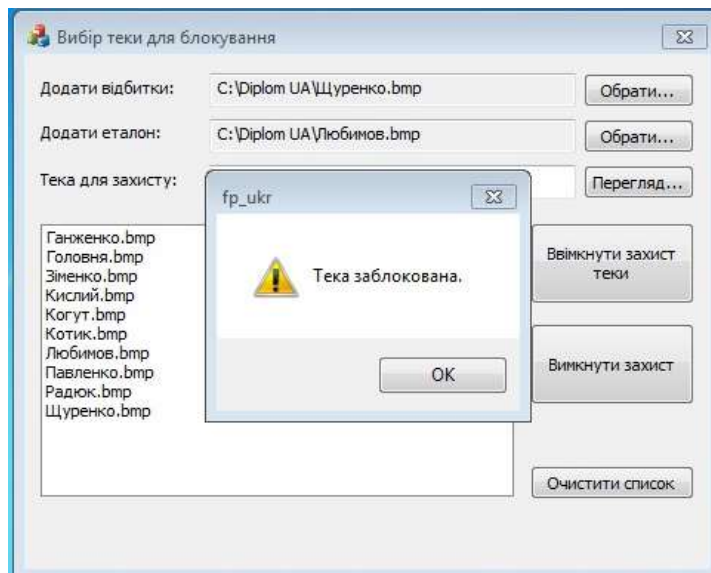 Вибір теки для блокування
Додати відбитки: C:\Diplom UA\Щуренко.bmp Обрати...
Додати еталон: C:\Diplom UA\Любимов.bmp Обрати...
Тека для захисту: Перегляд...
fp_ukr
Тека заблокована.
OK
Ганженко.bmp
Головня.bmp
Зіменко.bmp
Кислий.bmp
Когут.bmp
Котик.bmp
Любимов.bmp
Павленко.bmp
Радюк.bmp
Щуренко.bmp
Ввімкнути захист
теки
Вимкнути захист
Очистити список